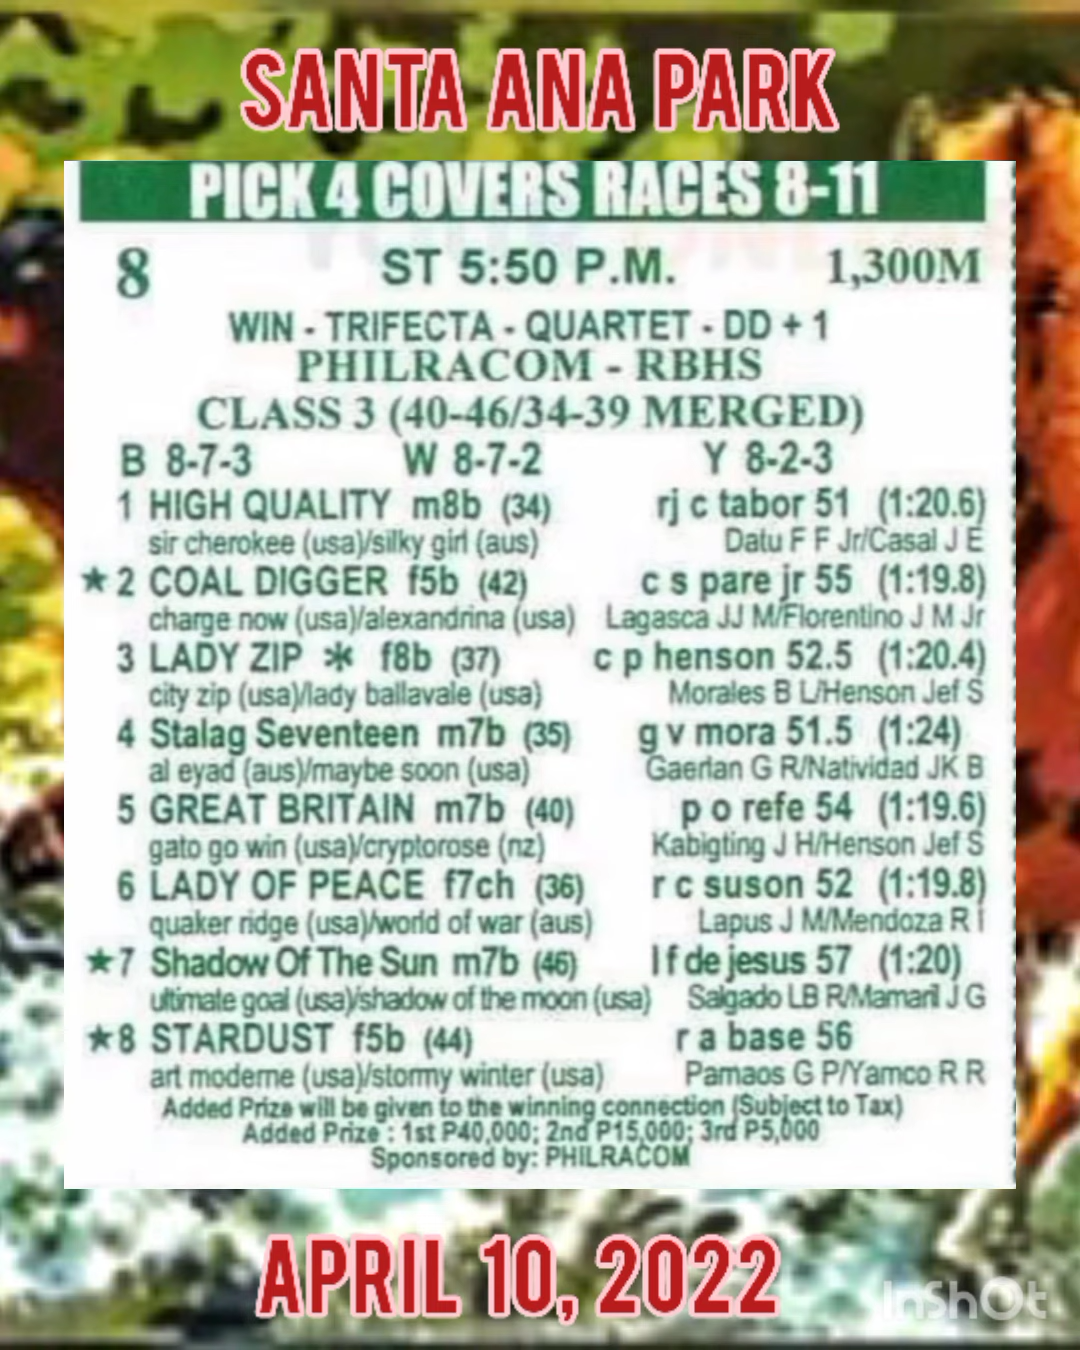 SANTA ANA PARK
PICK 4 COVERS RACES 8-11
8 ST 5:50 P.M. 1,300M
WIN - TRIFECTA - QUARTET - DD + 1
PHILRACOM - RBHS
CLASS 3 (40-46/34-39 MERGED)
B 8-7-3 W 8-7-2 Y 8-2-3
1 HIGH QUALITY m8b (34) rj c tabor 51 (1:20.6)
sir cherokee (usa)/silky girl (aus) Datu F F Jr/Casal J E
★2 COAL DIGGER f5b (42) c s pare jr 55 (1:19.8)
charge now (usa)/alexandrina (usa) Lagasca JJ M/Florentino J M Jr
3 LADY ZIP * f8b (37) c p henson 52.5 (1:20.4)
city zip (usa)/lady ballavale (usa) Morales B L/Henson Jef S
4 Stalag Seventeen m7b (35) g v mora 51.5 (1:24)
al eyad (aus)/maybe soon (usa) Gaerlan G R/Natividad JK B
5 GREAT BRITAIN m7b (40) p o refe 54 (1:19.6)
gato go win (usa)/cryptorose (nz) Kabigting J H/Henson Jef S
6 LADY OF PEACE f7ch (36) r c suson 52 (1:19.8)
quaker ridge (usa)/world of war (aus) Lapus J M/Mendoza R I
★7 Shadow Of The Sun m7b (46) l f de jesus 57 (1:20)
ultimate goal (usa)/shadow of the moon (usa) Salgado LB R/Mamaril J G
★8 STARDUST f5b (44) r a base 56
art moderne (usa)/stormy winter (usa) Pamaos G P/Yamco R R
Added Prize will be given to the winning connection (Subject to Tax)
Added Prize : 1st P40,000; 2nd P15,000; 3rd P5,000
Sponsored by: PHILRACOM
APRIL 10, 2022
InShOt